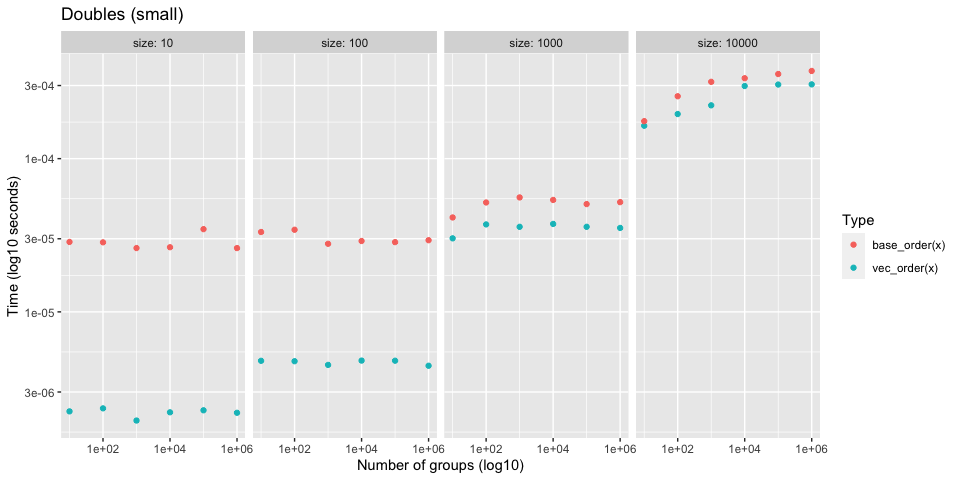 Doubles (small)
size: 10
size: 100
size: 1000
size: 10000
3e-04
1e-04
3e-05
1e-05
3e-06
Time (log10 seconds)
1e+02 1e+04 1e+06
1e+02 1e+04 1e+06
1e+02 1e+04 1e+06
1e+02 1e+04 1e+06
Number of groups (log10)
Type
base_order(x)
vec_order(x)